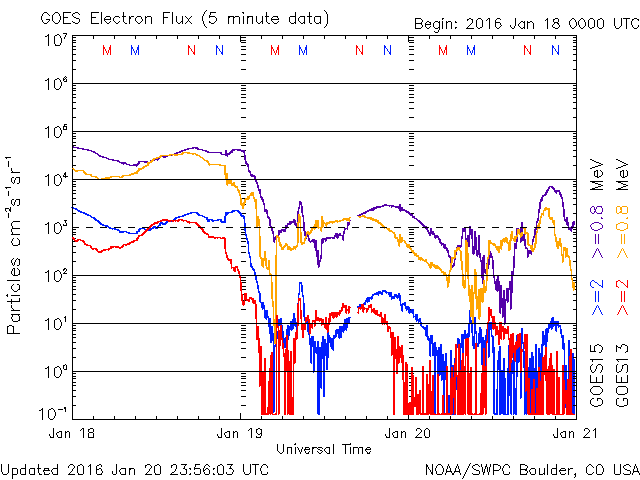 GOES Electron Flux (5 minute data)
Begin: 2016 Jan 18 0000 UTC
10⁷
M M N N M M N N M M N N
10⁶
10⁵
10⁴
10³
10²
10¹
10⁰
10⁻¹
Particles cm⁻²s⁻¹sr⁻¹
Jan 18 Jan 19 Jan 20 Jan 21
Universal Time
GOES15 >=2 >=0.8 MeV
GOES13 >=2 >=0.8 MeV
Updated 2016 Jan 20 23:56:03 UTC
NOAA/SWPC Boulder, CO USA